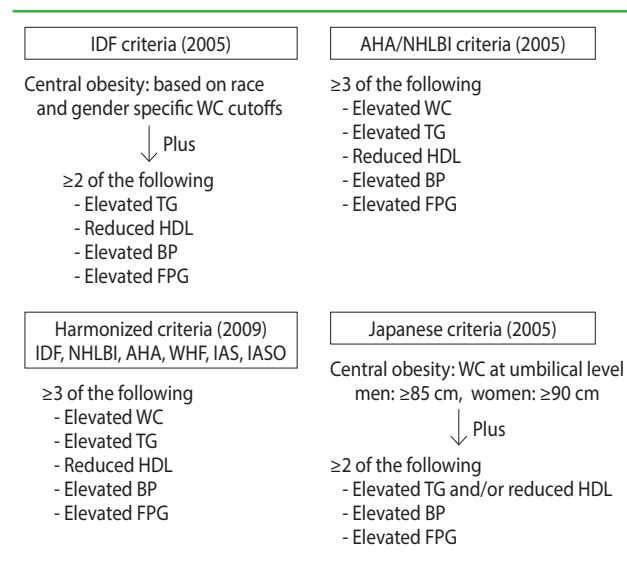 IDF criteria (2005)
Central obesity: based on race
and gender specific WC cutoffs
Plus
≥2 of the following
- Elevated TG
- Reduced HDL
- Elevated BP
- Elevated FPG
AHA/NHLBI criteria (2005)
≥3 of the following
- Elevated WC
- Elevated TG
- Reduced HDL
- Elevated BP
- Elevated FPG
Harmonized criteria (2009)
IDF, NHLBI, AHA, WHF, IAS, IASO
≥3 of the following
- Elevated WC
- Elevated TG
- Reduced HDL
- Elevated BP
- Elevated FPG
Japanese criteria (2005)
Central obesity: WC at umbilical level
men: ≥85 cm, women: ≥90 cm
Plus
≥2 of the following
- Elevated TG and/or reduced HDL
- Elevated BP
- Elevated FPG